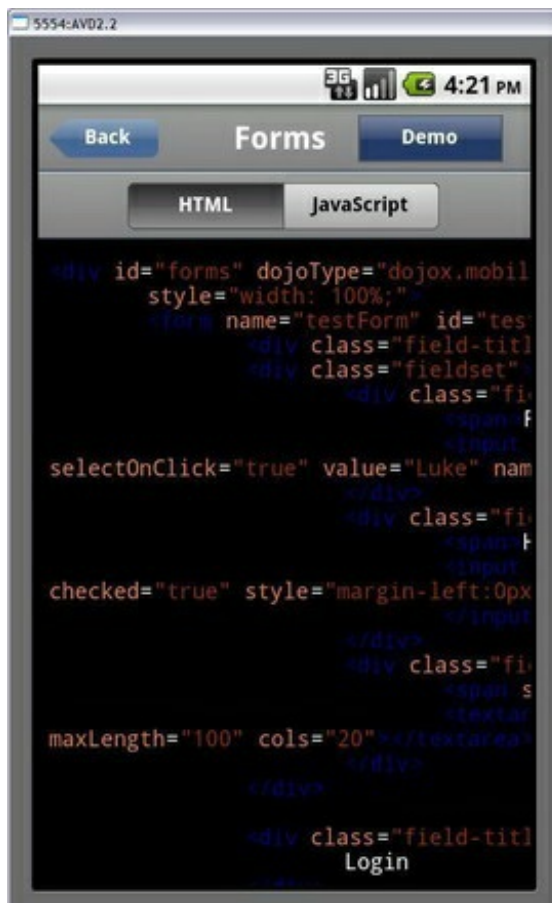 5554:AVD2.2
3G 4:21 PM
Back Forms Demo
HTML JavaScript
<div id="forms" dojoType="dojox.mobil
style="width: 100%;">
<form name="testForm" id="tes
<div class="field-titl
<div class="fieldset">
<div class="fi
<span>F
<input
selectOnClick="true" value="Luke" nam
</div>
<div class="fi
<span>H
<input
checked="true" style="margin-left:0px
</input
</div>
<div class="fi
<span s
<textar
maxLength="100" cols="20"></textarea>
</div>
</div>
<div class="field-titl
Login
</div>